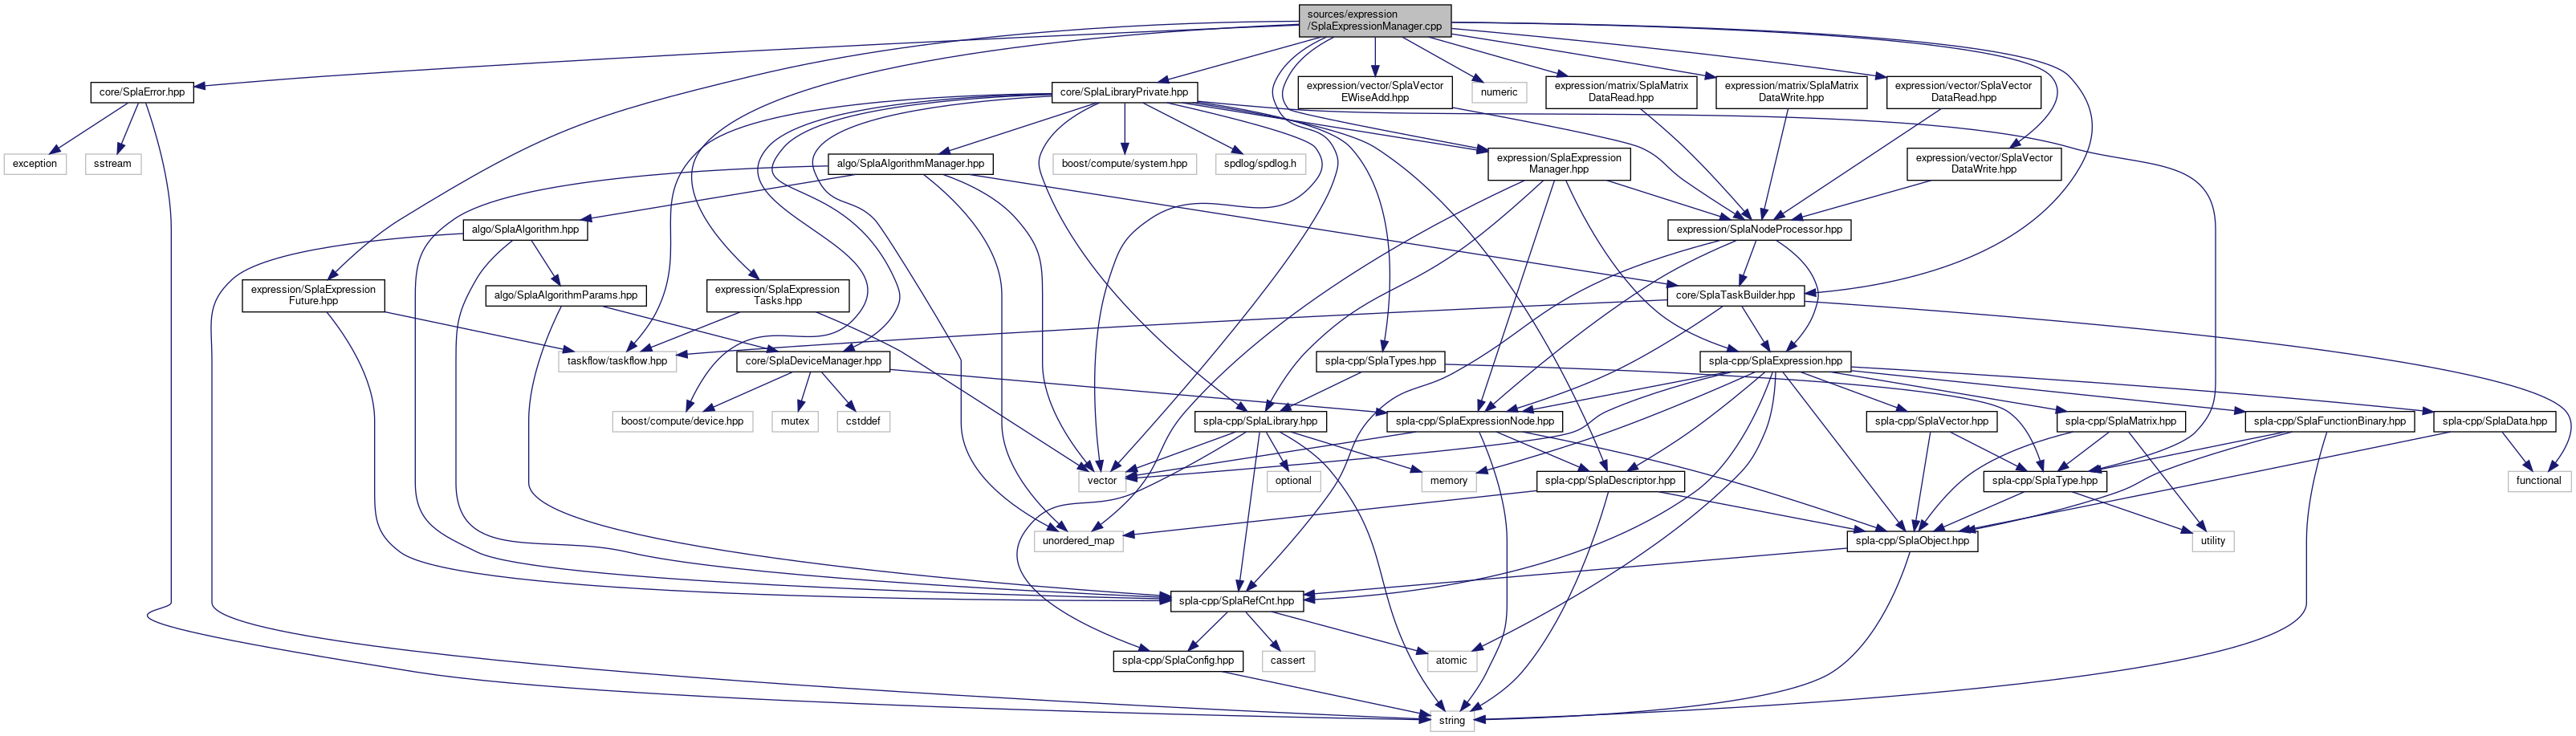 sources/expression
/SplaExpressionManager.cpp
core/SplaError.hpp
core/SplaLibraryPrivate.hpp
expression/vector/SplaVector
EWiseAdd.hpp
numeric
expression/matrix/SplaMatrix
DataRead.hpp
expression/matrix/SplaMatrix
DataWrite.hpp
expression/vector/SplaVector
DataRead.hpp
exception
sstream
algo/SplaAlgorithmManager.hpp
boost/compute/system.hpp
spdlog/spdlog.h
expression/SplaExpression
Manager.hpp
expression/vector/SplaVector
DataWrite.hpp
algo/SplaAlgorithm.hpp
expression/SplaNodeProcessor.hpp
expression/SplaExpression
Future.hpp
algo/SplaAlgorithmParams.hpp
expression/SplaExpression
Tasks.hpp
core/SplaTaskBuilder.hpp
taskflow/taskflow.hpp
core/SplaDeviceManager.hpp
spla-cpp/SplaTypes.hpp
spla-cpp/SplaExpression.hpp
boost/compute/device.hpp
mutex
cstddef
spla-cpp/SplaLibrary.hpp
spla-cpp/SplaExpressionNode.hpp
spla-cpp/SplaVector.hpp
spla-cpp/SplaMatrix.hpp
spla-cpp/SplaFunctionBinary.hpp
spla-cpp/SplaData.hpp
vector
optional
memory
spla-cpp/SplaDescriptor.hpp
spla-cpp/SplaType.hpp
functional
unordered_map
spla-cpp/SplaObject.hpp
utility
spla-cpp/SplaRefCnt.hpp
spla-cpp/SplaConfig.hpp
cassert
atomic
string